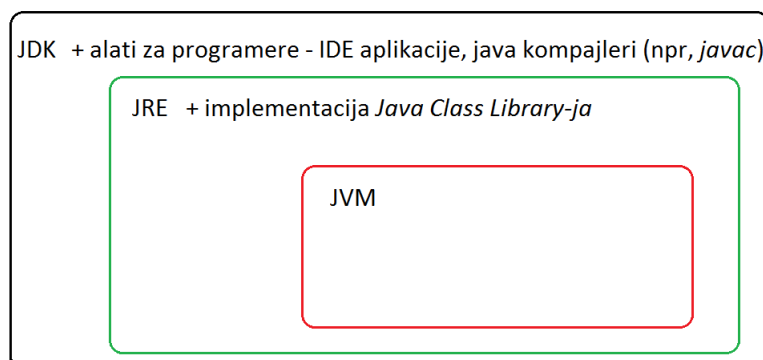 JDK + alati za programere - IDE aplikacije, java kompajleri (npr, javac)
JRE + implementacija Java Class Library-ja
JVM